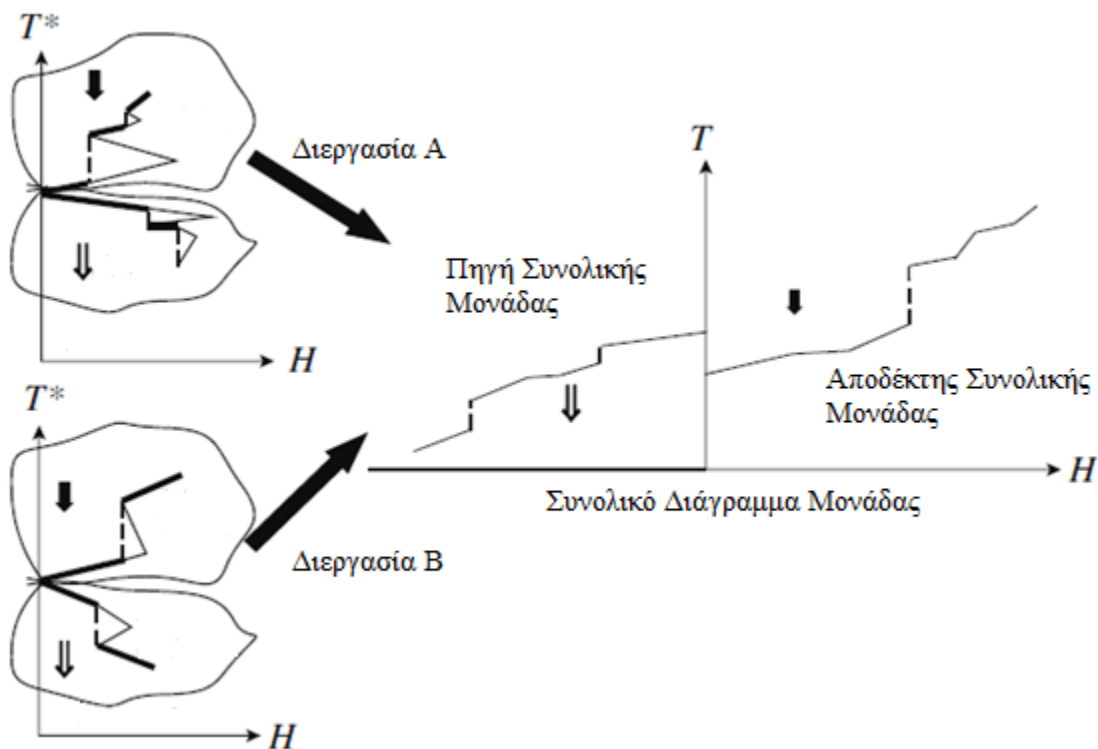 T*
H
Διεργασία Α
T*
H
Διεργασία Β
Πηγή Συνολικής
Μονάδας
T
Αποδέκτης Συνολικής
Μονάδας
H
Συνολικό Διάγραμμα Μονάδας